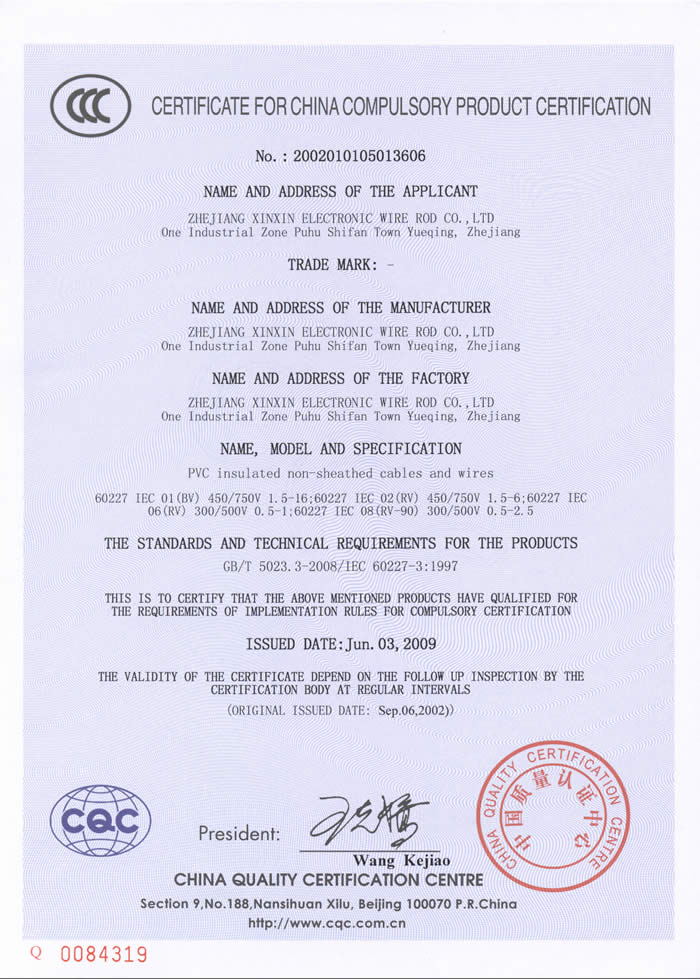 CCC
CERTIFICATE FOR CHINA COMPULSORY PRODUCT CERTIFICATION
No. : 2002010105013606
NAME AND ADDRESS OF THE APPLICANT
ZHEJIANG XINXIN ELECTRONIC WIRE ROD CO.,LTD
One Industrial Zone Puhu Shifan Town Yueqing, Zhejiang
TRADE MARK: -
NAME AND ADDRESS OF THE MANUFACTURER
ZHEJIANG XINXIN ELECTRONIC WIRE ROD CO.,LTD
One Industrial Zone Puhu Shifan Town Yueqing, Zhejiang
NAME AND ADDRESS OF THE FACTORY
ZHEJIANG XINXIN ELECTRONIC WIRE ROD CO.,LTD
One Industrial Zone Puhu Shifan Town Yueqing, Zhejiang
NAME, MODEL AND SPECIFICATION
PVC insulated non-sheathed cables and wires
60227 IEC 01(BV) 450/750V 1.5-16;60227 IEC 02(RV) 450/750V 1.5-6;60227 IEC
06(RV) 300/500V 0.5-1;60227 IEC 08(RV-90) 300/500V 0.5-2.5
THE STANDARDS AND TECHNICAL REQUIREMENTS FOR THE PRODUCTS
GB/T 5023.3-2008/IEC 60227-3:1997
THIS IS TO CERTIFY THAT THE ABOVE MENTIONED PRODUCTS HAVE QUALIFIED FOR
THE REQUIREMENTS OF IMPLEMENTATION RULES FOR COMPULSORY CERTIFICATION
ISSUED DATE:Jun. 03, 2009
THE VALIDITY OF THE CERTIFICATE DEPEND ON THE FOLLOW UP INSPECTION BY THE
CERTIFICATION BODY AT REGULAR INTERVALS
(ORIGINAL ISSUED DATE: Sep.06,2002))
CQC
President:
王克娇
Wang Kejiao
CHINA QUALITY CERTIFICATION CENTRE
中国质量认证中心
CHINA QUALITY CERTIFICATION CENTRE
Section 9,No.188,Nansihuan Xilu, Beijing 100070 P.R.China
http://www.cqc.com.cn
Q 0084319